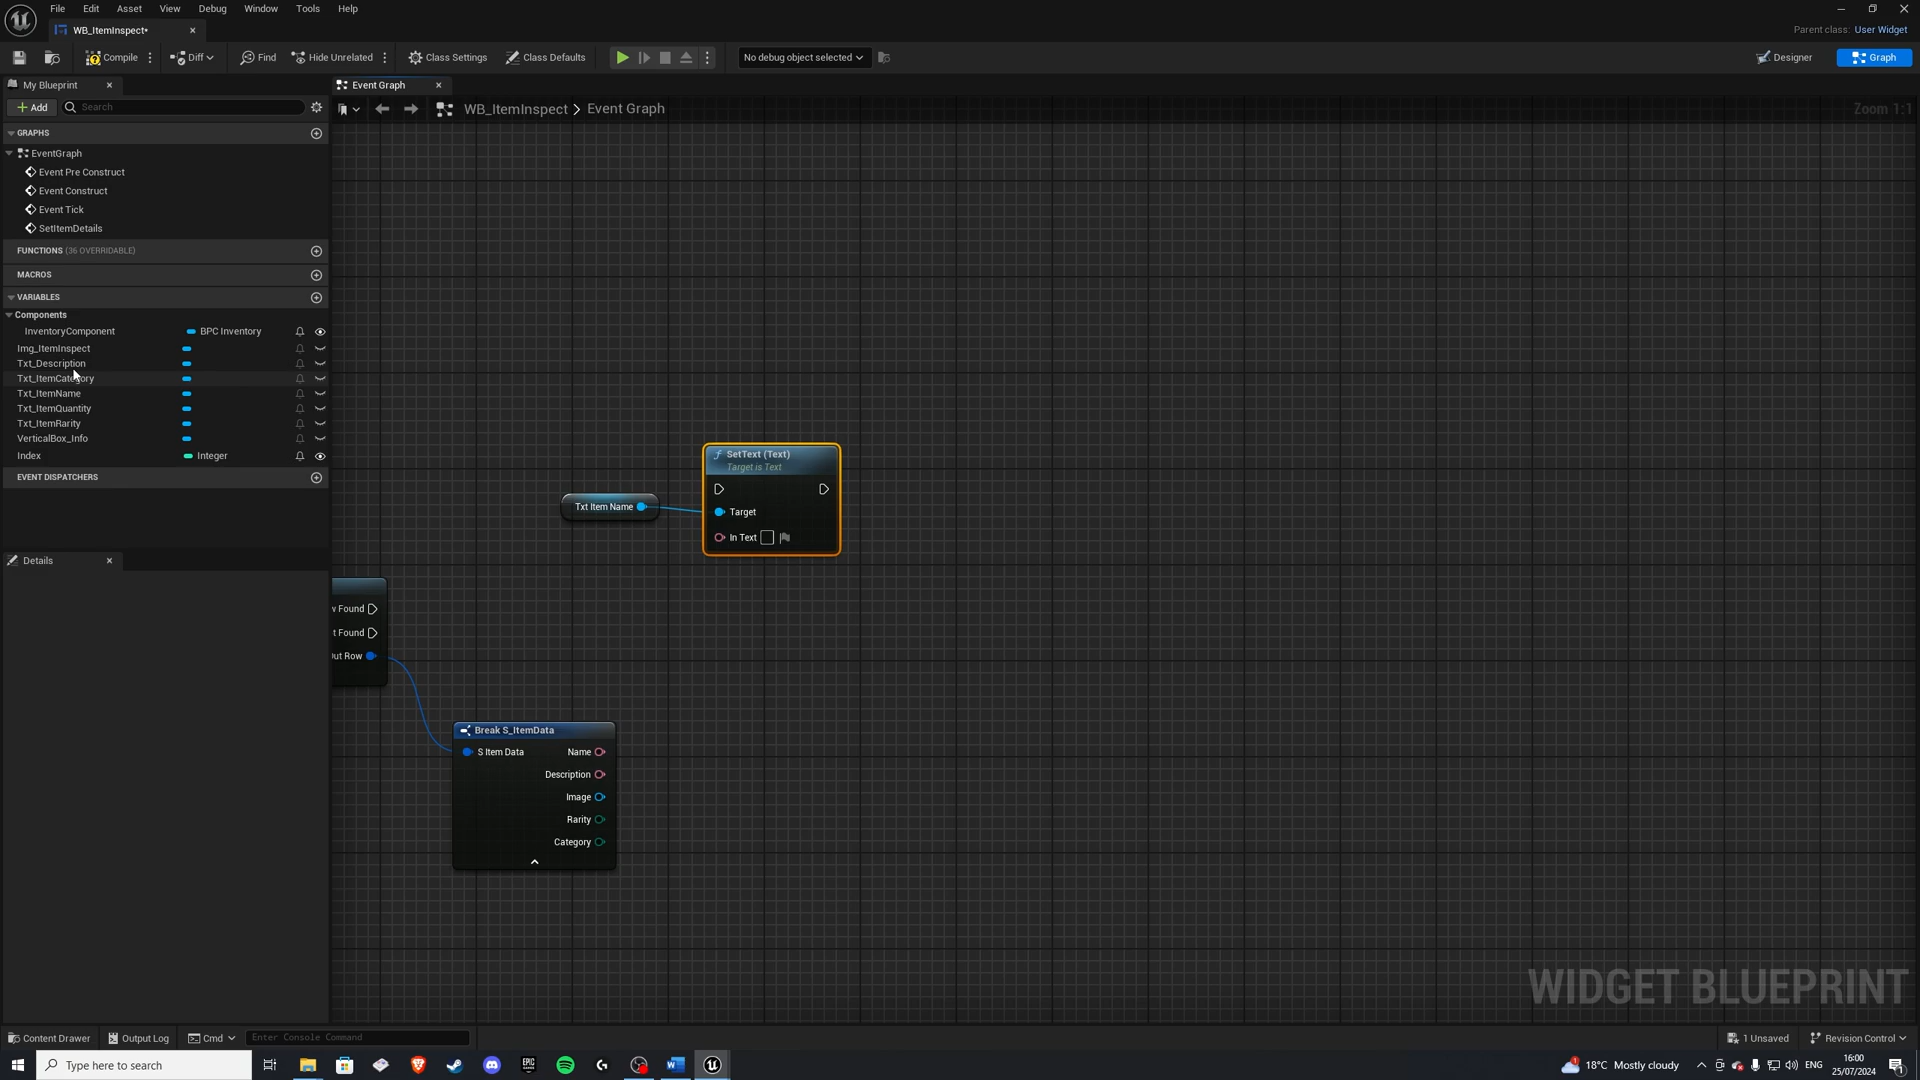 File Edit Asset View Debug Window Tools Help
WB_ItemInspect•
Parent class: User Widget
Compile Diff Find Hide Unrelated Class Settings Class Defaults No debug object selected Designer Graph
My Blueprint Event Graph
Add Search WB_ItemInspect > Event Graph Zoom 1:1
GRAPHS
EventGraph
Event Pre Construct
Event Construct
Event Tick
SetItemDetails
FUNCTIONS (36 OVERRIDABLE)
MACROS
VARIABLES
Components
InventoryComponent BPC Inventory
Img_ItemInspect
Txt_Description
Txt_ItemCategory
Txt_ItemName
Txt_ItemQuantity
Txt_ItemRarity
VerticalBox_Info
Index Integer
EVENT DISPATCHERS
Details
SetText (Text)
Target is Text
Txt Item Name
Target
In Text
w Found
t Found
Out Row
Break S_ItemData
S Item Data Name
Description
Image
Rarity
Category
WIDGET BLUEPRINT
Content Drawer Output Log Cmd Enter Console Command 1 Unsaved Revision Control
Type here to search 18°C Mostly cloudy ENG 16:00
25/07/2024